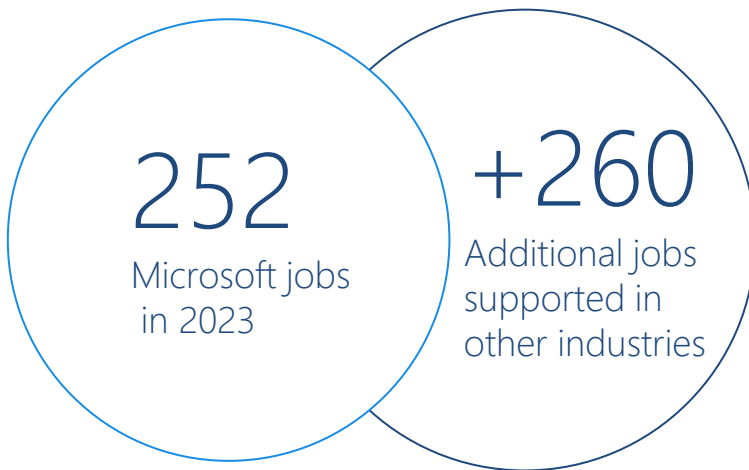 252
Microsoft jobs
in 2023
+260
Additional jobs
supported in
other industries